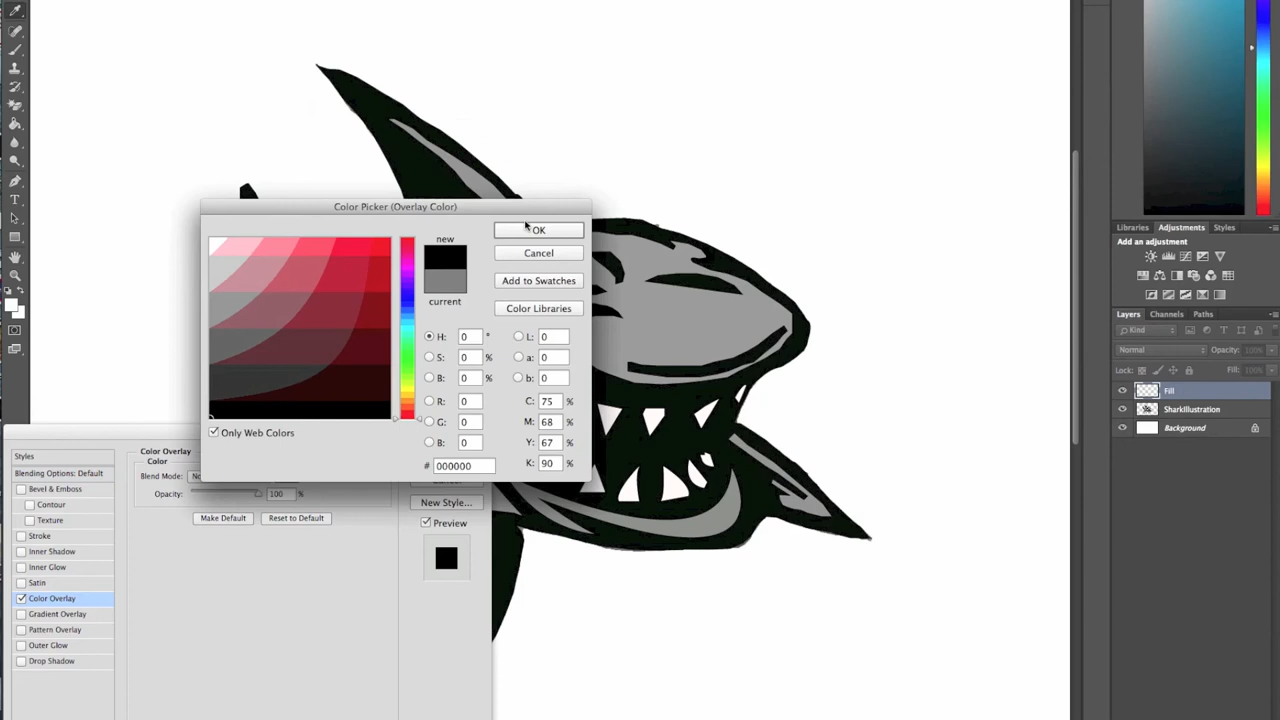 Color Picker (Overlay Color)
new
current
OK
Cancel
Add to Swatches
Color Libraries
H: 0 °
S: 0 %
B: 0 %
R: 0
G: 0
B: 0
L: 0
a: 0
b: 0
C: 75 %
M: 68 %
Y: 67 %
K: 90 %
Only Web Colors
# 000000
Styles
Blending Options: Default
Bevel & Emboss
Contour
Texture
Stroke
Inner Shadow
Inner Glow
Satin
Color Overlay
Gradient Overlay
Pattern Overlay
Outer Glow
Drop Shadow
Color Overlay
Color
Blend Mode:
Opacity: 100 %
Make Default
Reset to Default
New Style...
Preview
Libraries Adjustments Styles
Add an adjustment
Layers Channels Paths
Kind
Normal Opacity: 100%
Lock: Fill: 100%
Fill
SharkIllustration
Background